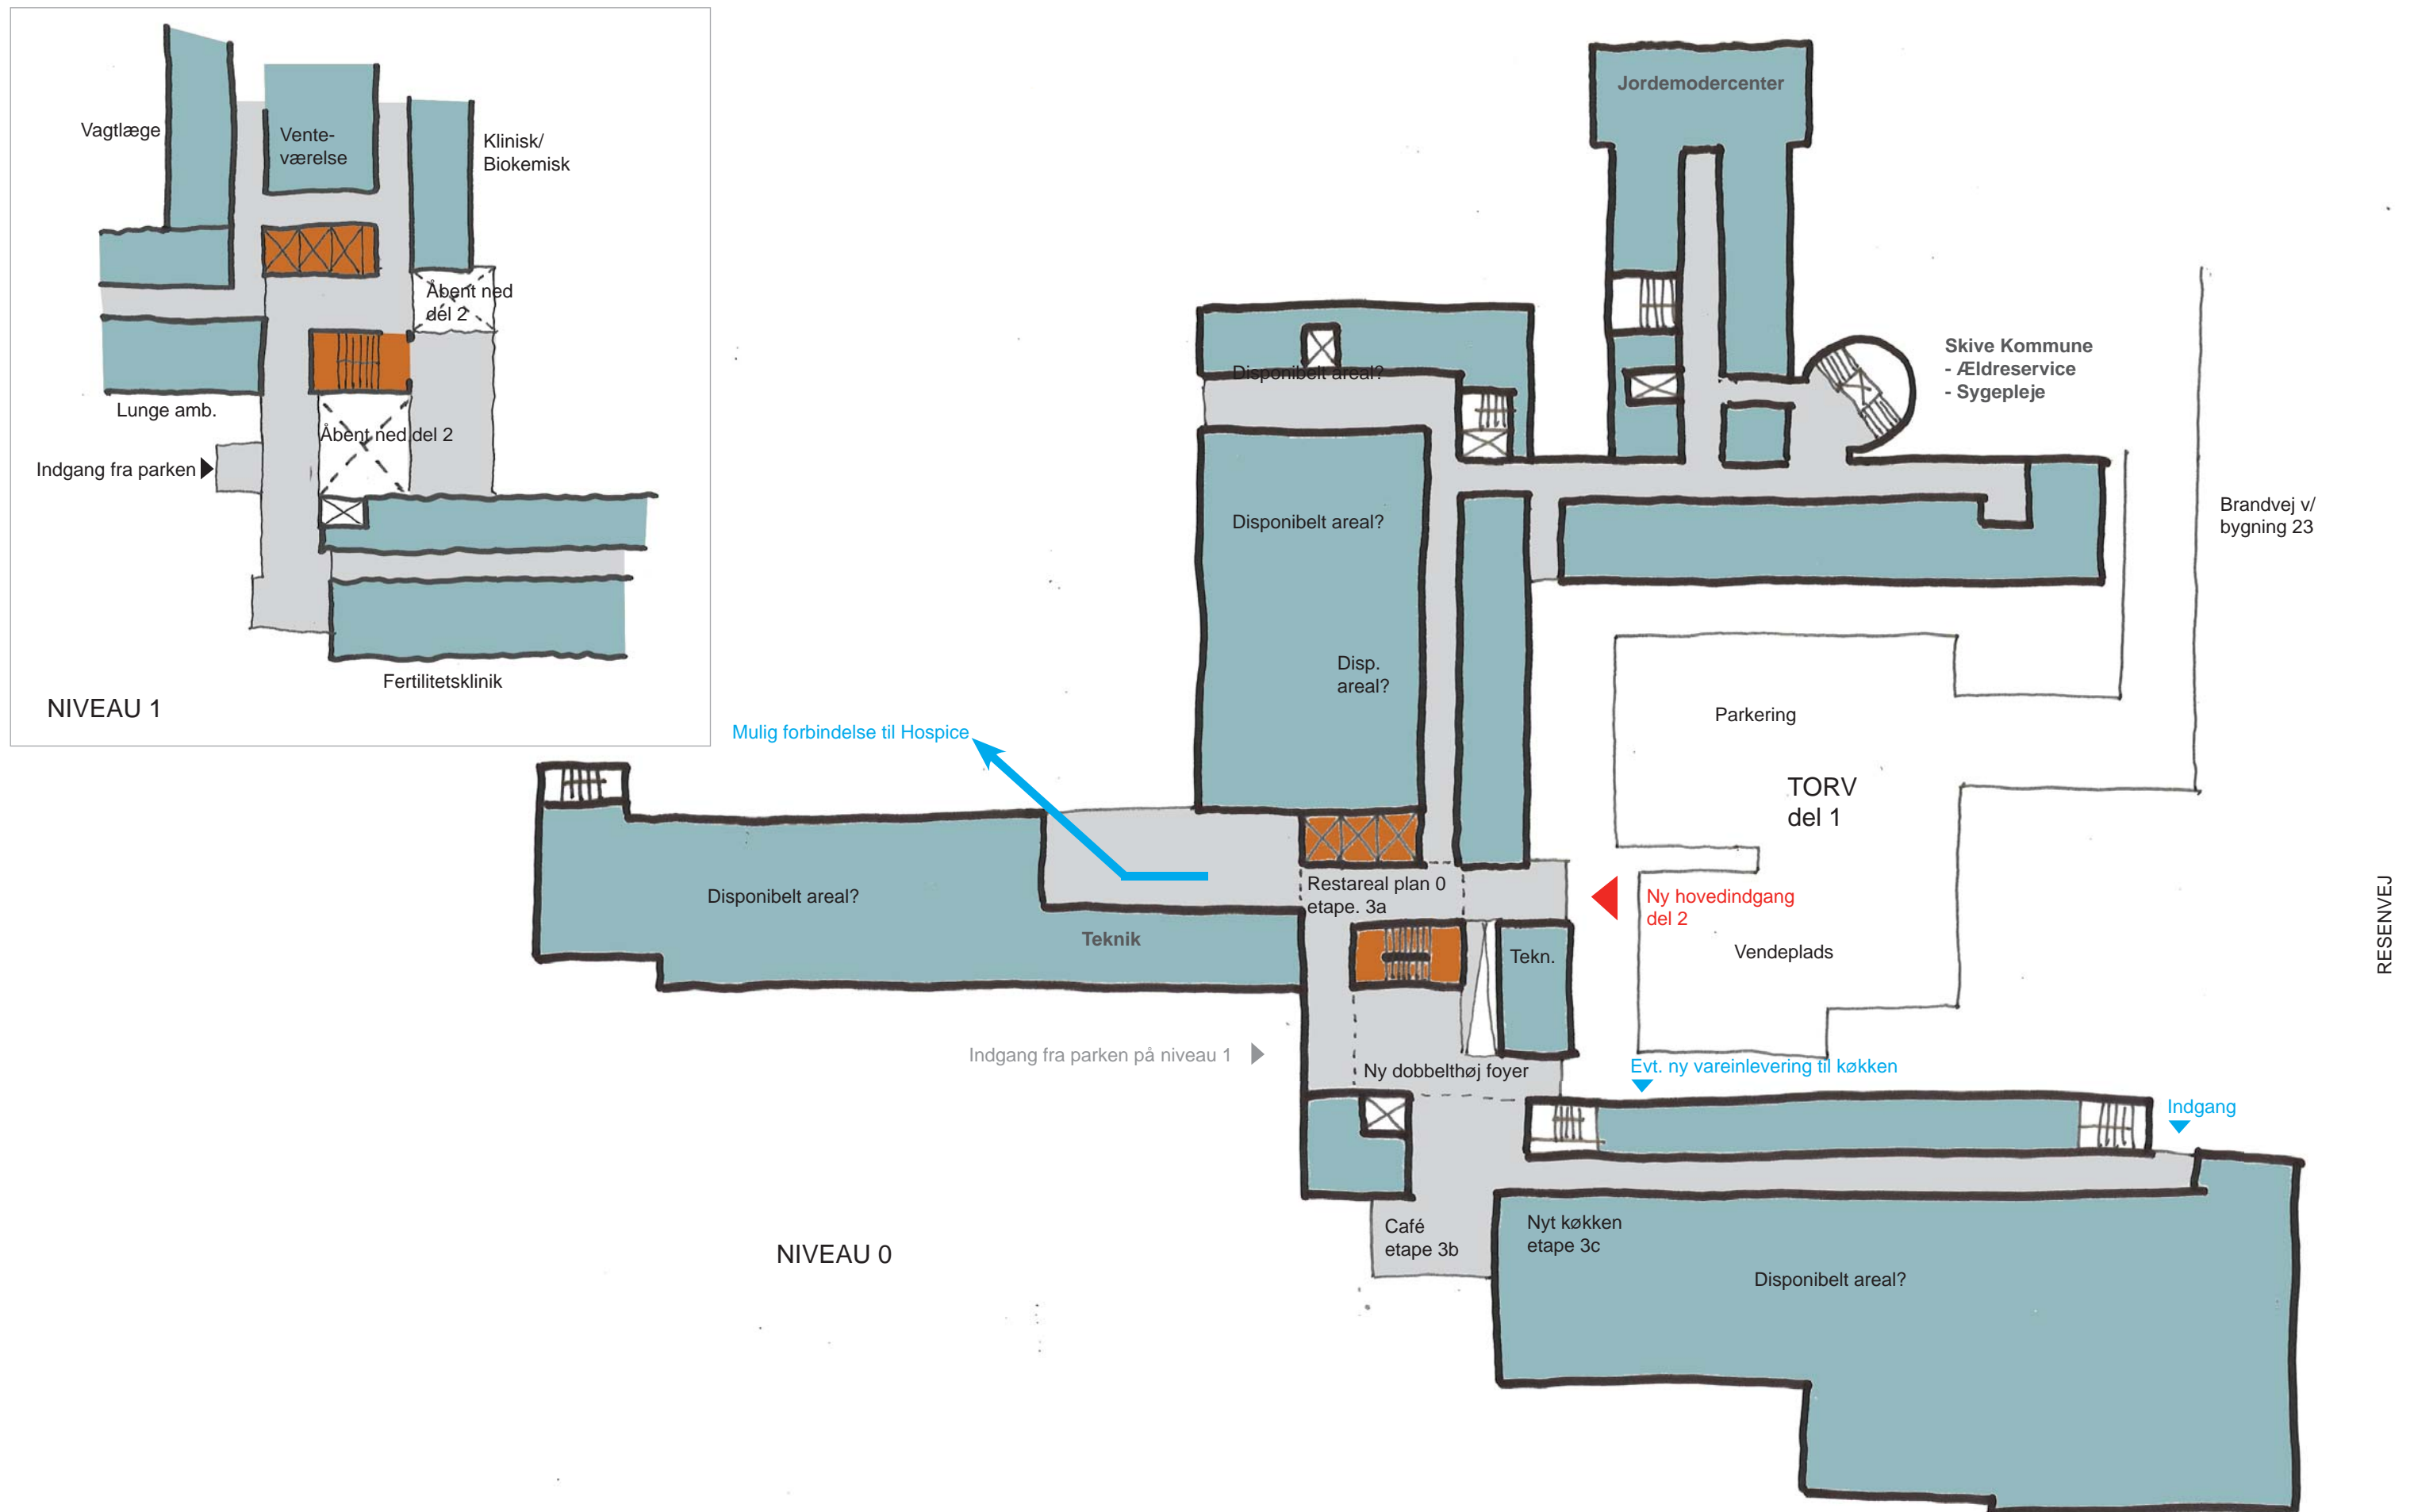 Vagtlæge
Vente-
værelse
Klinisk/
Biokemisk
Åbent ned
del 2
Lunge amb.
Åbent ned del 2
Indgang fra parken
Fertilitetsklinik
NIVEAU 1
Jordemodercenter
Skive Kommune
- Ældreservice
- Sygepleje
Disponibelt areal?
Disponibelt areal?
Brandvej v/
bygning 23
Disp.
areal?
Parkering
Mulig forbindelse til Hospice
TORV
del 1
Disponibelt areal?
Restareal plan 0
etape. 3a
Ny hovedindgang
del 2
RESENVEJ
Teknik
Tekn.
Vendeplads
Indgang fra parken på niveau 1
Ny dobbelthøj foyer
Evt. ny vareinlevering til køkken
Indgang
Café
etape 3b
Nyt køkken
etape 3c
NIVEAU 0
Disponibelt areal?